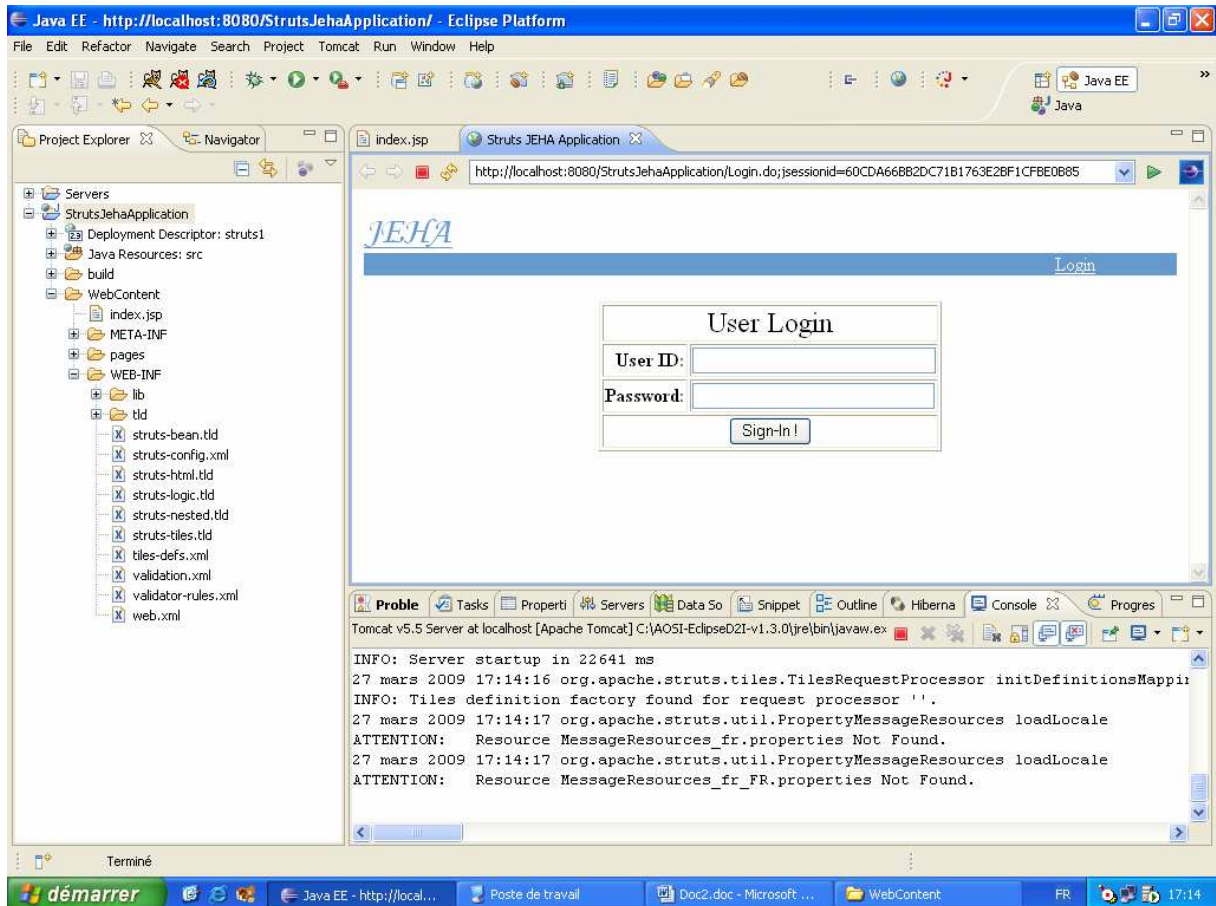 Java EE - http://localhost:8080/StrutsJehaApplication/ - Eclipse Platform
File Edit Refactor Navigate Search Project Tomcat Run Window Help
Java EE
Java
Project Explorer
Navigator
index.jsp
Struts JEHA Application
http://localhost:8080/StrutsJehaApplication/Login.do;jsessionid=60CDA66BB2DC71B1763E2BF1CFBE0B85
Servers
StrutsJehaApplication
Deployment Descriptor: struts1
Java Resources: src
build
WebContent
index.jsp
META-INF
pages
WEB-INF
lib
tld
struts-bean.tld
struts-config.xml
struts-html.tld
struts-logic.tld
struts-nested.tld
struts-tiles.tld
tiles-defs.xml
validation.xml
validator-rules.xml
web.xml
JEHA
Login
User Login
User ID:
Password:
Sign-In !
Proble Tasks Properti Servers Data So Snippet Outline Hiberna Console Progres
Tomcat v5.5 Server at localhost [Apache Tomcat] C:\AOSI-EclipseD2I-v1.3.0\jre\bin\javaw.ex
INFO: Server startup in 22641 ms
27 mars 2009 17:14:16 org.apache.struts.tiles.TilesRequestProcessor initDefinitionsMappin
INFO: Tiles definition factory found for request processor ''.
27 mars 2009 17:14:17 org.apache.struts.util.PropertyMessageResources loadLocale
ATTENTION: Resource MessageResources_fr.properties Not Found.
27 mars 2009 17:14:17 org.apache.struts.util.PropertyMessageResources loadLocale
ATTENTION: Resource MessageResources_fr_FR.properties Not Found.
Terminé
démarrer
Java EE - http://local...
Poste de travail
Doc2.doc - Microsoft ...
WebContent
FR
17:14